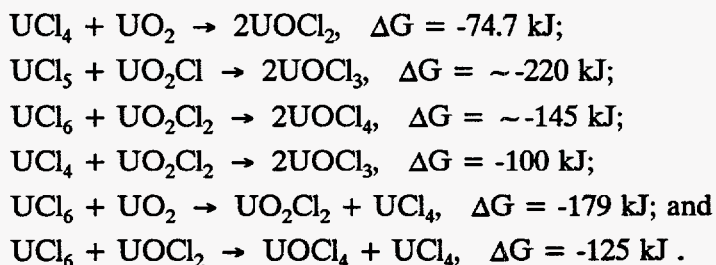 UCl₄ + UO₂ → 2UOCl₂, ΔG = -74.7 kJ;
UCl₅ + UO₂Cl → 2UOCl₃, ΔG = ~-220 kJ;
UCl₆ + UO₂Cl₂ → 2UOCl₄, ΔG = ~-145 kJ;
UCl₄ + UO₂Cl₂ → 2UOCl₃, ΔG = -100 kJ;
UCl₆ + UO₂ → UO₂Cl₂ + UCl₄, ΔG = -179 kJ; and
UCl₆ + UOCl₂ → UOCl₄ + UCl₄, ΔG = -125 kJ .